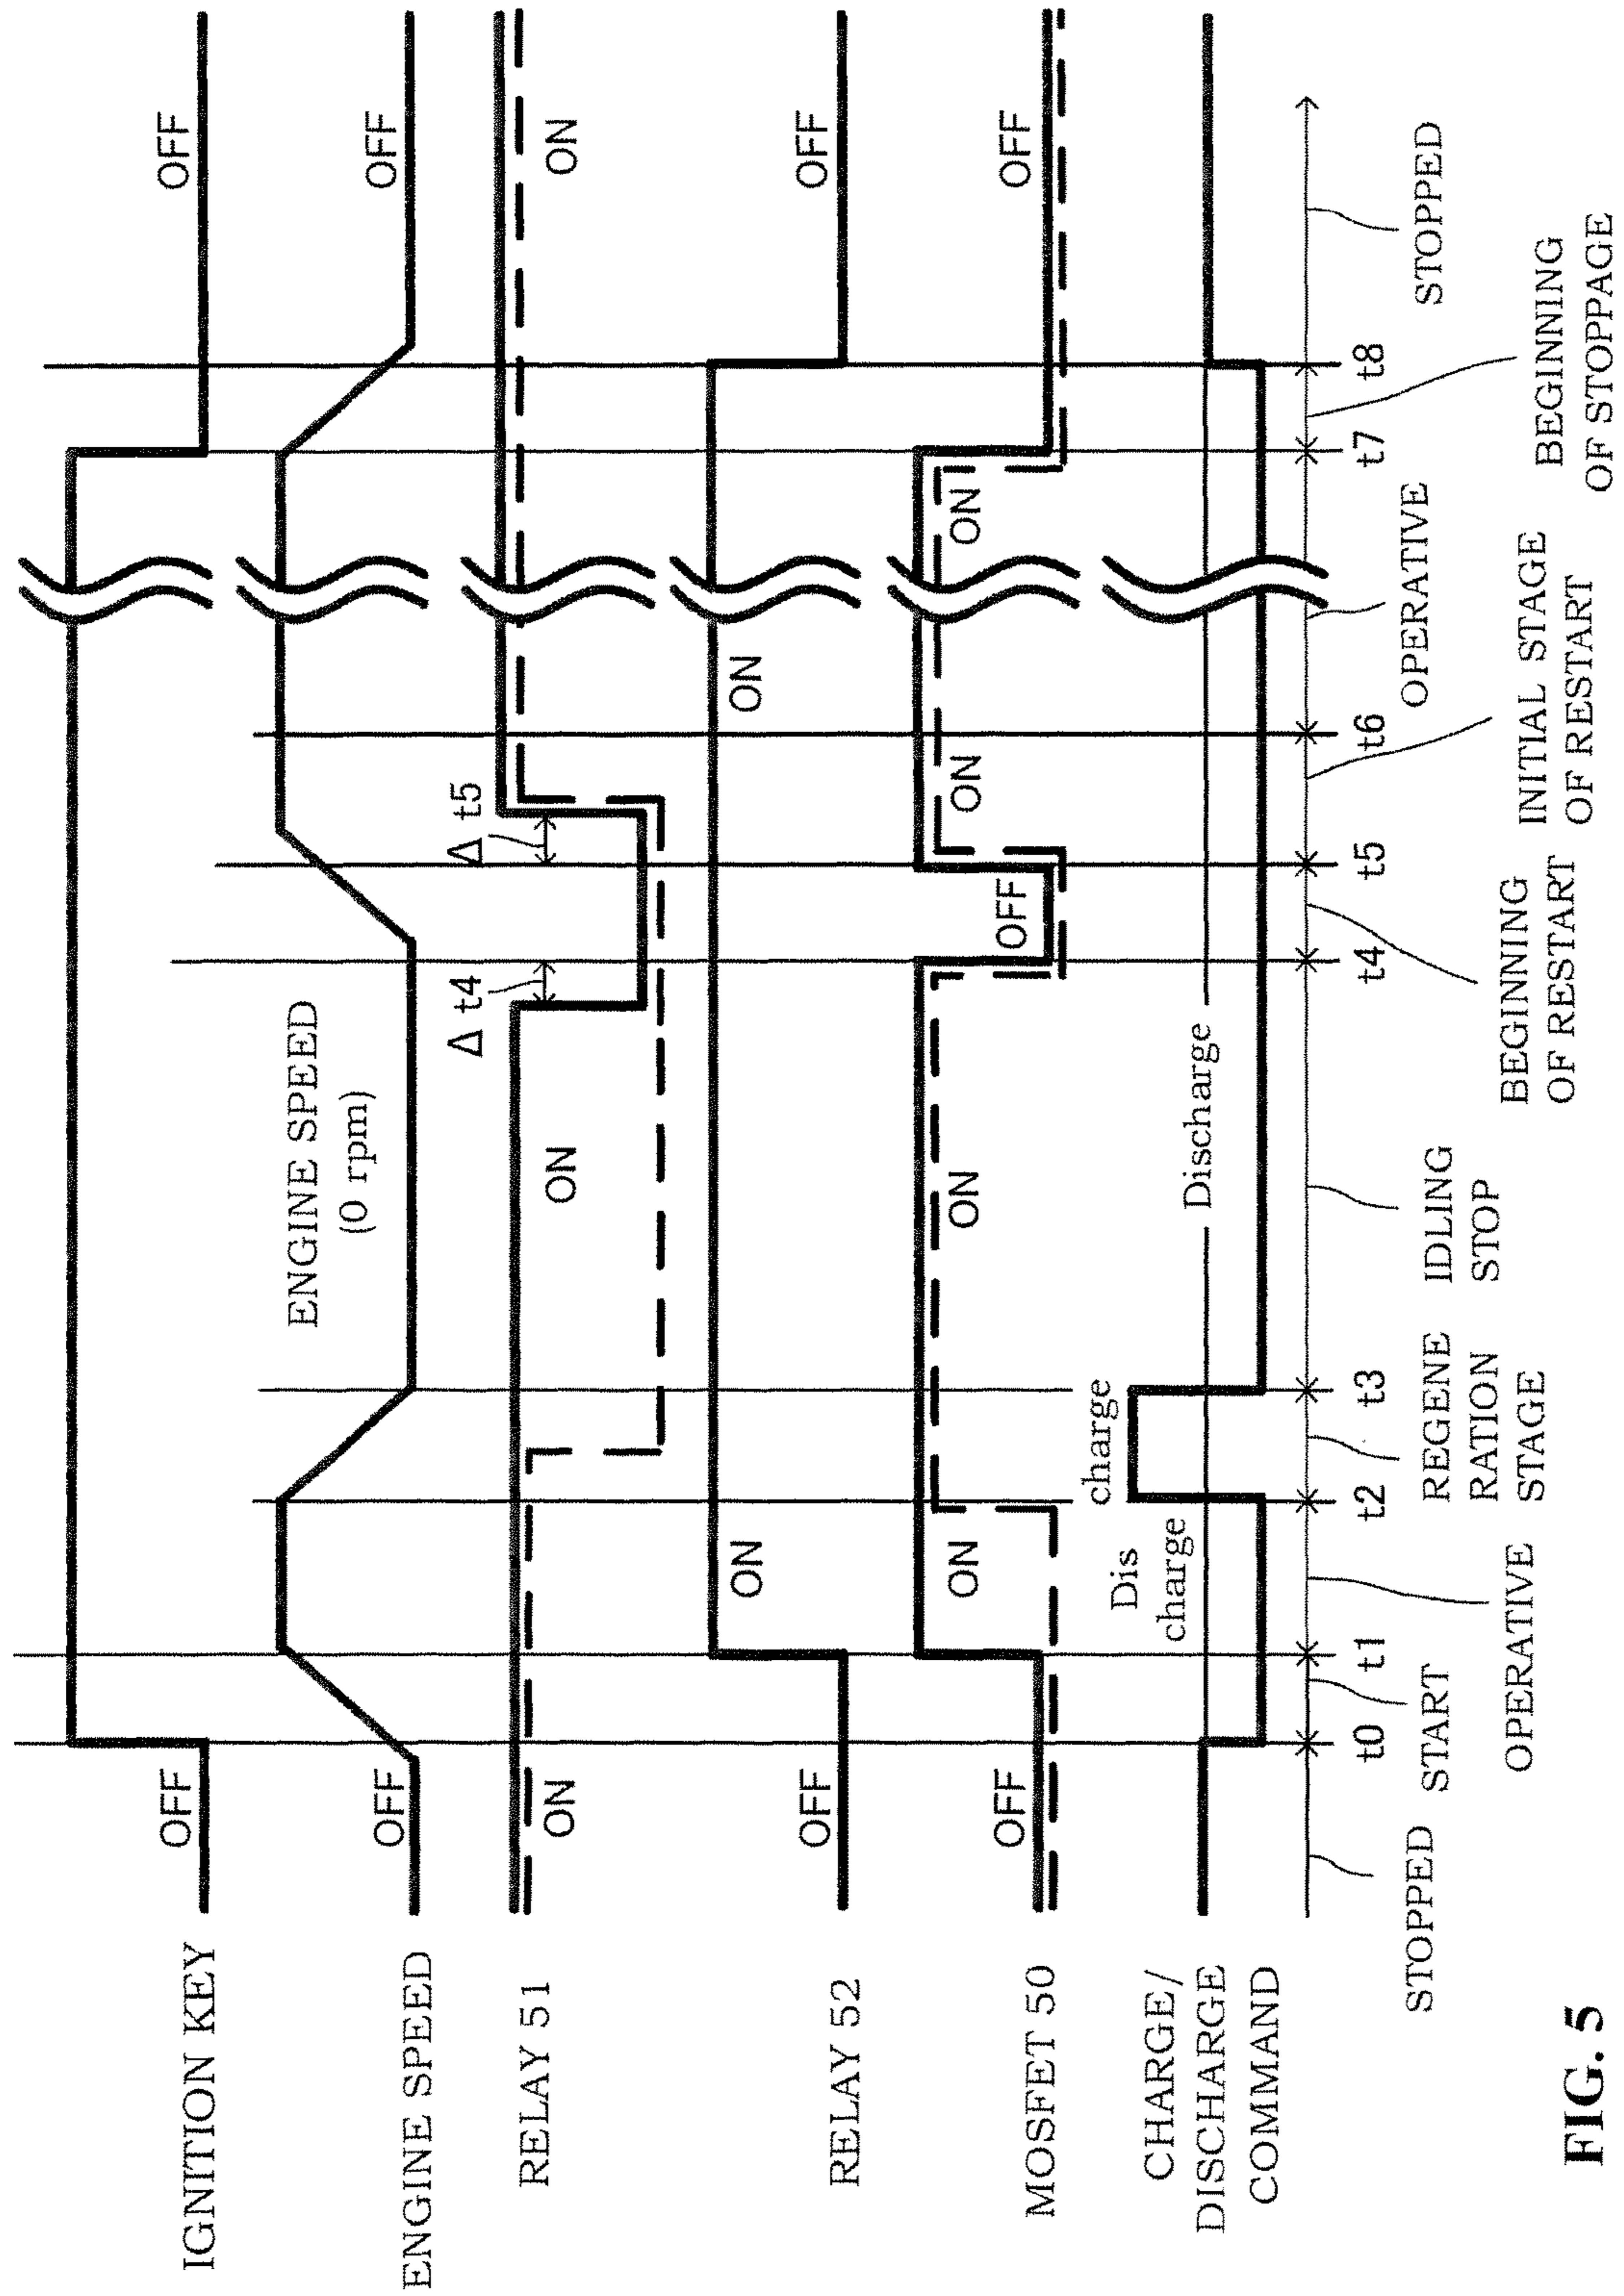 IGNITION KEY
OFF
OFF
ENGINE SPEED
OFF
ENGINE SPEED
(0 rpm)
OFF
RELAY 51
ON
ON
Δ t4
Δ t5
ON
RELAY 52
OFF
ON
ON
OFF
MOSFET 50
OFF
ON
ON
OFF
ON
ON
OFF
CHARGE/
DISCHARGE
COMMAND
Dis
charge
charge
Discharge
t0
t1
t2
t3
t4
t5
t6
t7
t8
STOPPED
START
OPERATIVE
REGENE
RATION
STAGE
IDLING
STOP
BEGINNING
OF RESTART
INITIAL STAGE
OF RESTART
OPERATIVE
BEGINNING
OF STOPPAGE
STOPPED
FIG. 5